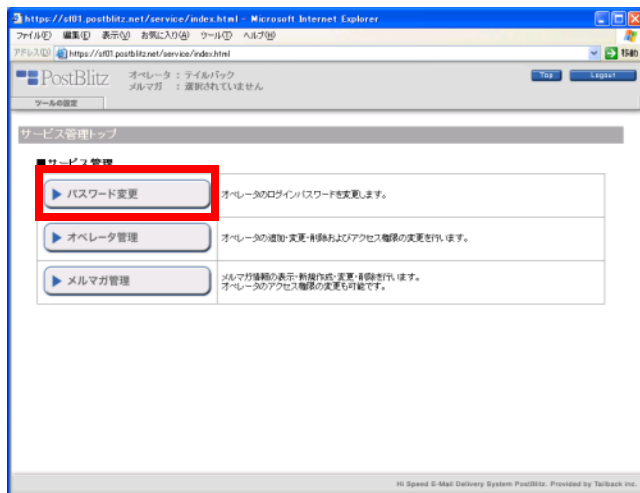 https://sf01.postblitz.net/service/index.html - Microsoft Internet Explorer
ファイル(F) 編集(E) 表示(V) お気に入り(A) ツール(T) ヘルプ(H)
アドレス(D) https://sf01.postblitz.net/service/index.html 移動
PostBlitz オペレータ : テイルバック Top Logout
メルマガ : 選択されていません
ツールの設定
サービス管理トップ
■サービス管理
パスワード変更 オペレータのログインパスワードを変更します。
オペレータ管理 オペレータの追加・変更・削除およびアクセス権限の変更を行います。
メルマガ管理 メルマガ情報の表示・新規作成・変更・削除を行います。
オペレータのアクセス権限の変更も可能です。
Hi Speed E-Mail Delivery System PostBlitz. Provided by Tailback inc.